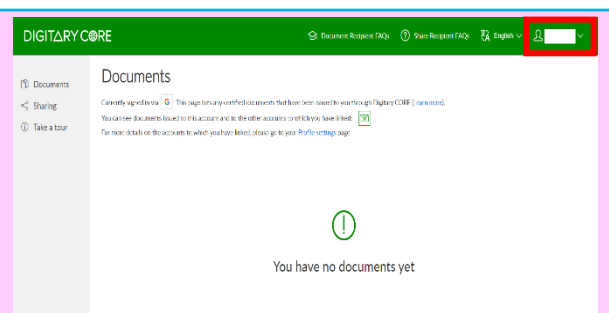 DIGITARY CORE
Document Recipient FAQs
Share Recipient FAQs
English
Documents
Sharing
Take a tour
Documents
Currently signed in via G This page lists any certified documents that have been issued to you through Digitary CORE (Learn more).
You can see documents issued to this account and to the other accounts to which you have linked:
For more details on the accounts to which you have linked, please go to your Profile settings page.
You have no documents yet